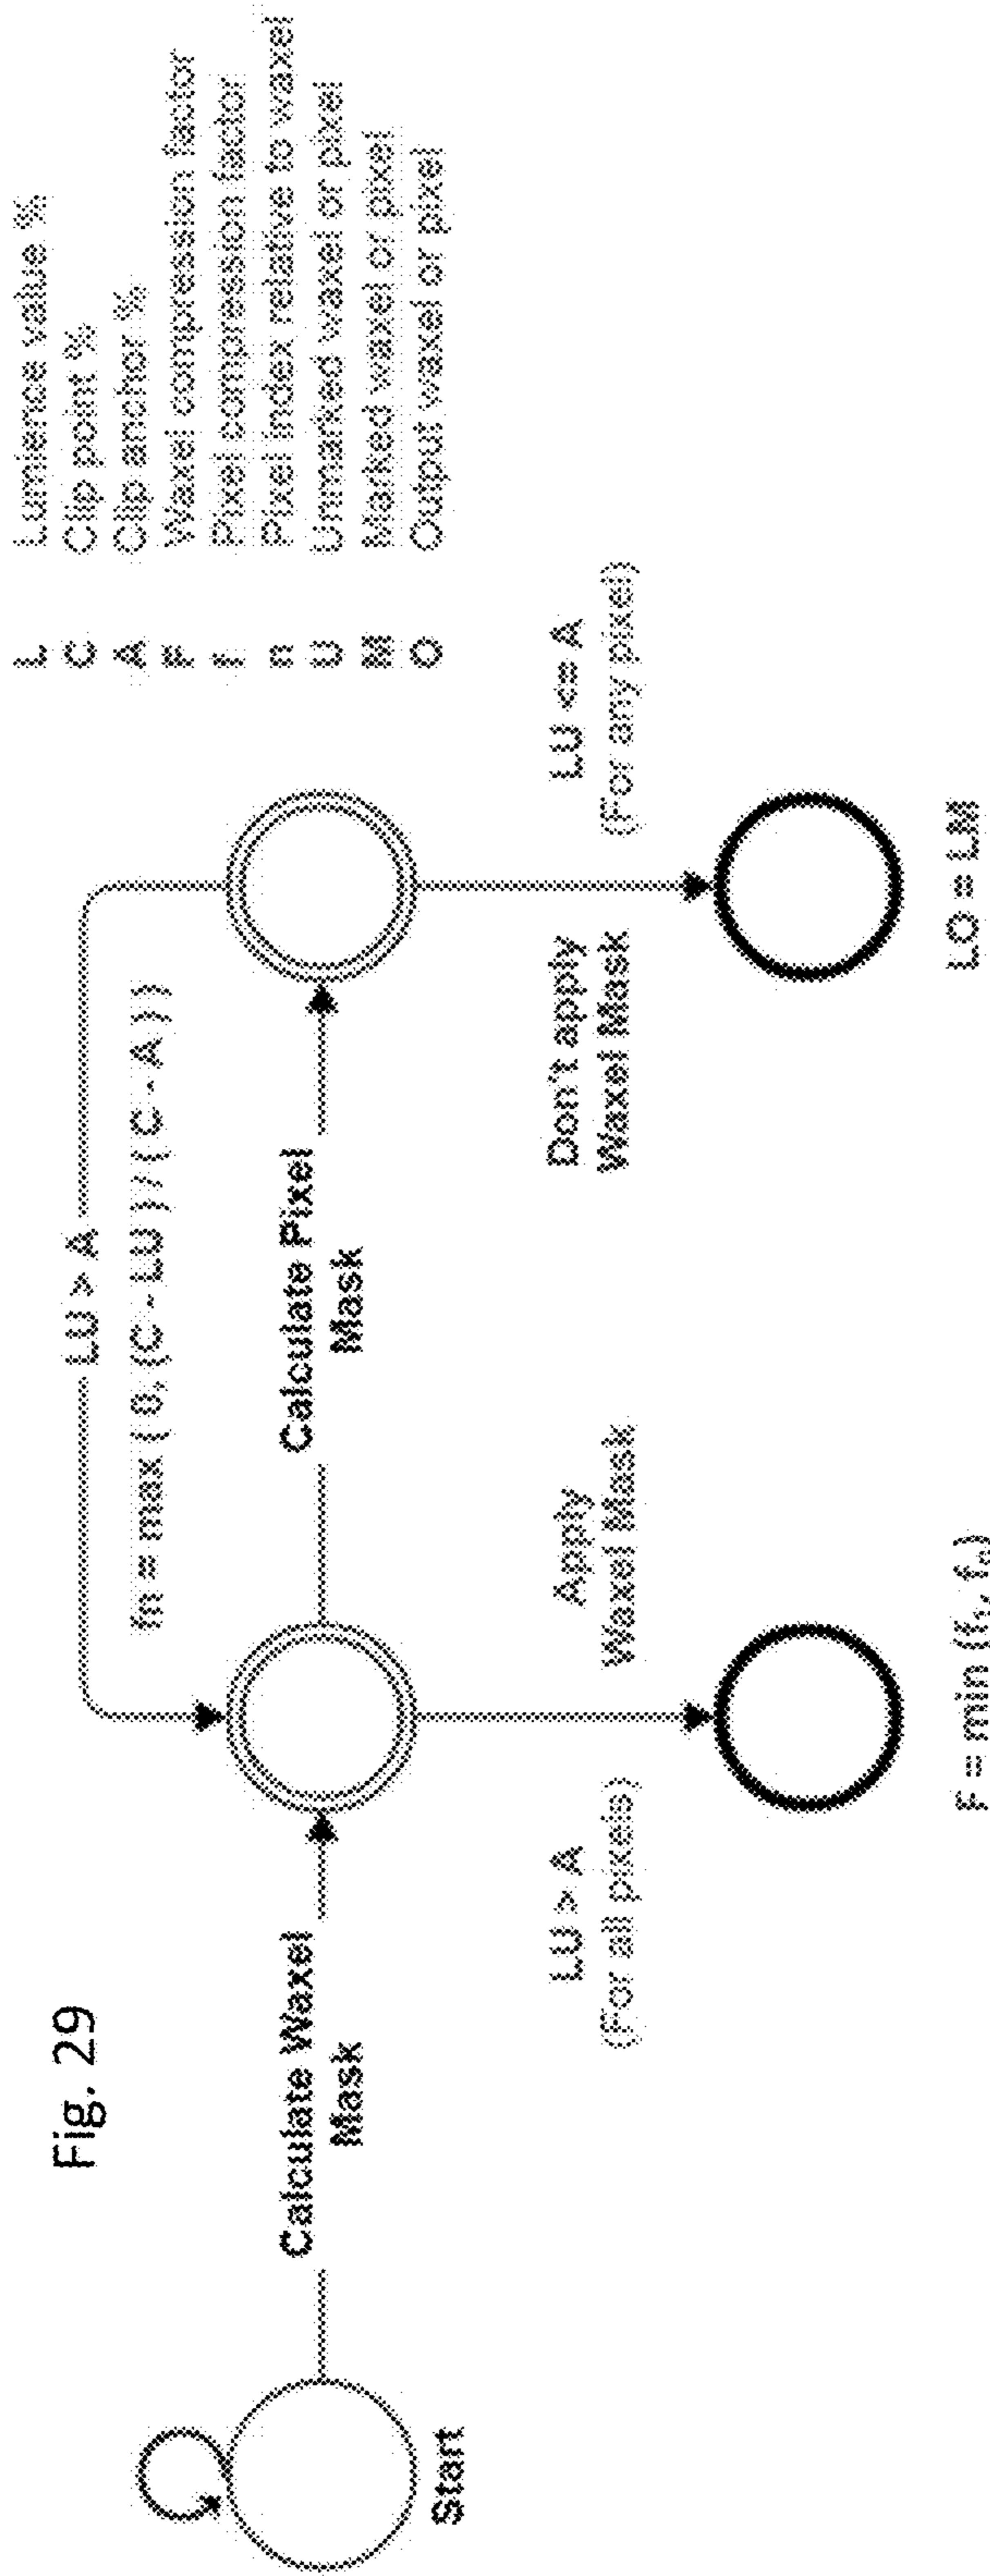 Fig. 29
L Lumience value %
C Clip point %
A Clip anchor %
F Waxel compression factor
f Pixel compression factor
n Pixel index relative to waxel
U Unmarked waxel or pixel
M Marked waxel or pixel
O Output waxel or pixel
LU > A
fn = max ( 0, (C - LU ) / ( C - A ) )
Calculate Waxel
Mask
Calculate Pixel
Mask
Start
LU > A
(For all pixels)
Apply
Waxel Mask
Don't apply
Waxel Mask
LU <= A
(For any pixel)
F = min (f₁, fₙ)
LO = LM